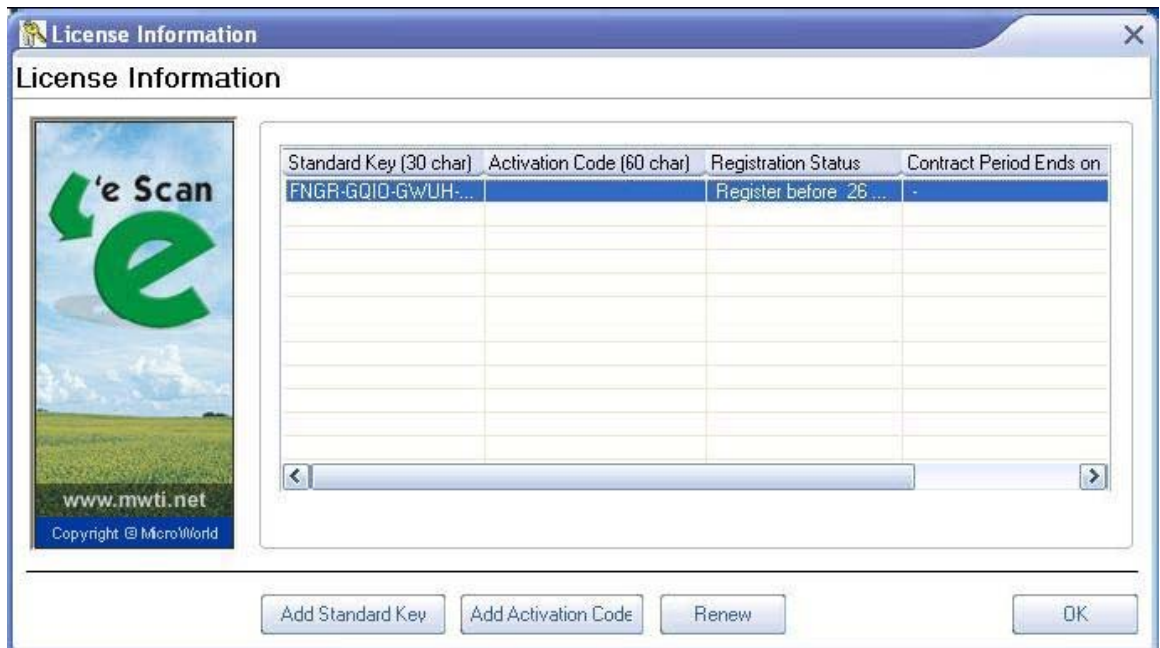 License Information
License Information
'e Scan
e
www.mwti.net
Copyright © MicroWorld
Standard Key (30 char) Activation Code (60 char) Registration Status Contract Period Ends on
FNGR-GQIO-GWUH-... Register before 26 ... -
Add Standard Key Add Activation Code Renew OK